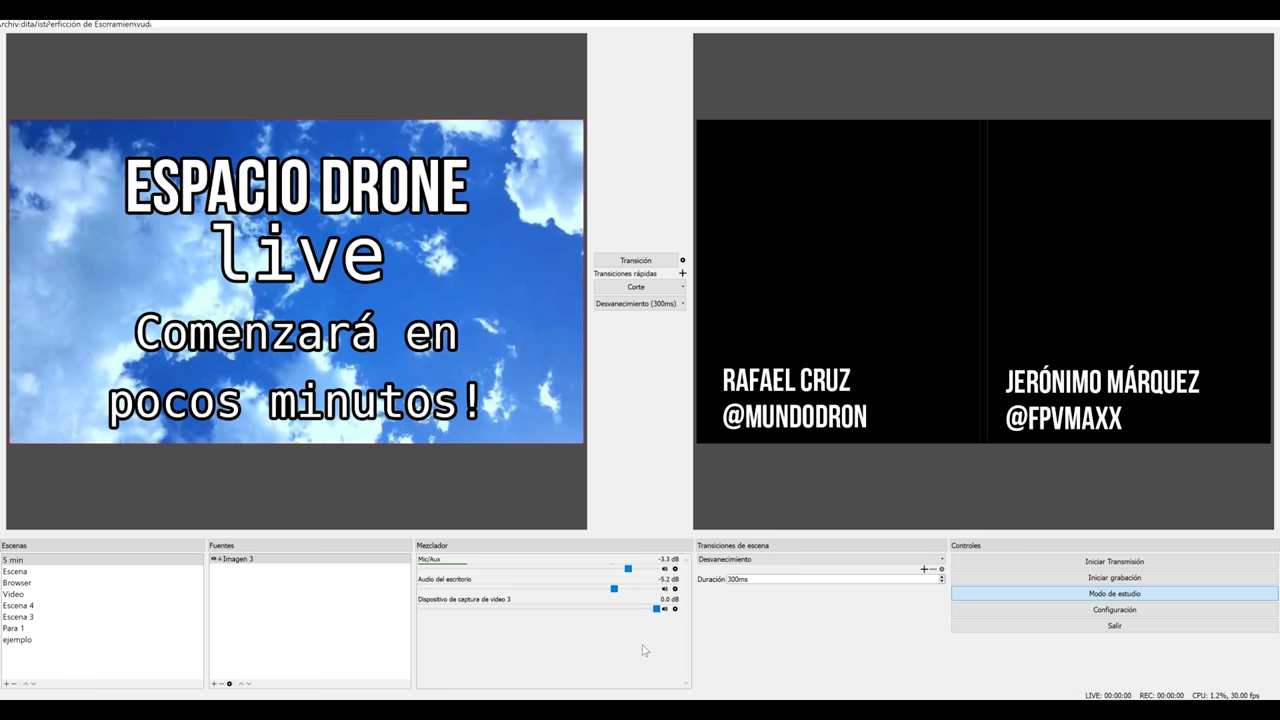 ESPACIO DRONE
live
Comenzará en
pocos minutos!
Transición
Transiciones rápidas
Corte
Desvanecimiento (300ms)
RAFAEL CRUZ
@MUNDODRON
JERÓNIMO MÁRQUEZ
@FPVMAXX
Escenas
5 min
Escena
Browser
Video
Escena 4
Escena 3
Para 1
ejemplo
Fuentes
Imagen 3
Mezclador
Mic/Aux -3.3 dB
Audio del escritorio -5.2 dB
Dispositivo de captura de video 3 0.0 dB
Transiciones de escena
Desvanecimiento
Duración 300ms
Controles
Iniciar Transmisión
Iniciar grabación
Modo de estudio
Configuración
Salir
LIVE: 00:00:00 REC: 00:00:00 CPU: 1.2%, 30.00 fps